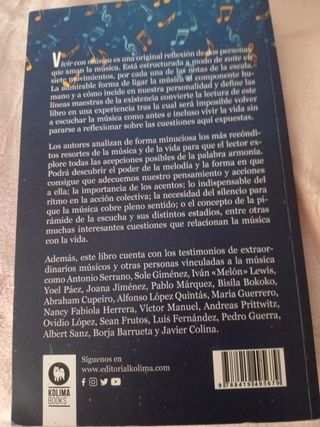 Vivir con música es una original reflexión de dos personas
que aman la música. Está estructurada a modo de suite en
siete movimientos, por cada una de las notas de la escala.
La admirable forma de ligar la música al componente hu-
mano y a cómo incide en nuestra personalidad y define las
líneas maestras de la existencia convierte la lectura de este
libro en una experiencia tras la cual será imposible volver
a escuchar la música como antes e incluso vivir la vida sin
pararse a reflexionar sobre las cuestiones aquí expuestas.
Los autores analizan de forma minuciosa los más recóndi-
tos resortes de la música y de la vida para que el lector ex-
plore todas las acepciones posibles de la palabra armonía.
Podrá descubrir el poder de la melodía y la forma en que
consigue que adecuemos nuestro pensamiento y acciones
a ella; la importancia de los acentos; lo indispensable del
ritmo en la acción colectiva; la necesidad del silencio para
que la música cobre pleno sentido; o el concepto de la pi-
rámide de la escucha y sus distintos estadios, entre otras
muchas interesantes cuestiones que relacionan la música
con la vida.
Además, este libro cuenta con los testimonios de extraor-
dinarios músicos y otras personas vinculadas a la música
como Antonio Serrano, Sole Giménez, Iván «Melón» Lewis,
Yoel Páez, Joana Jiménez, Pablo Márquez, Bisila Bokoko,
Abraham Cupeiro, Alfonso López Quintás, María Guerrero,
Nancy Fabiola Herrera, Víctor Manuel, Andreas Prittwitz,
Ovidio López, Sean Frutos, Luis Fernández, Pedro Guerra,
Albert Sanz, Borja Barrueta y Javier Colina.
KOLIMA
BOOKS
Síguenos en
www.editorialkolima.com
9 788419 495679